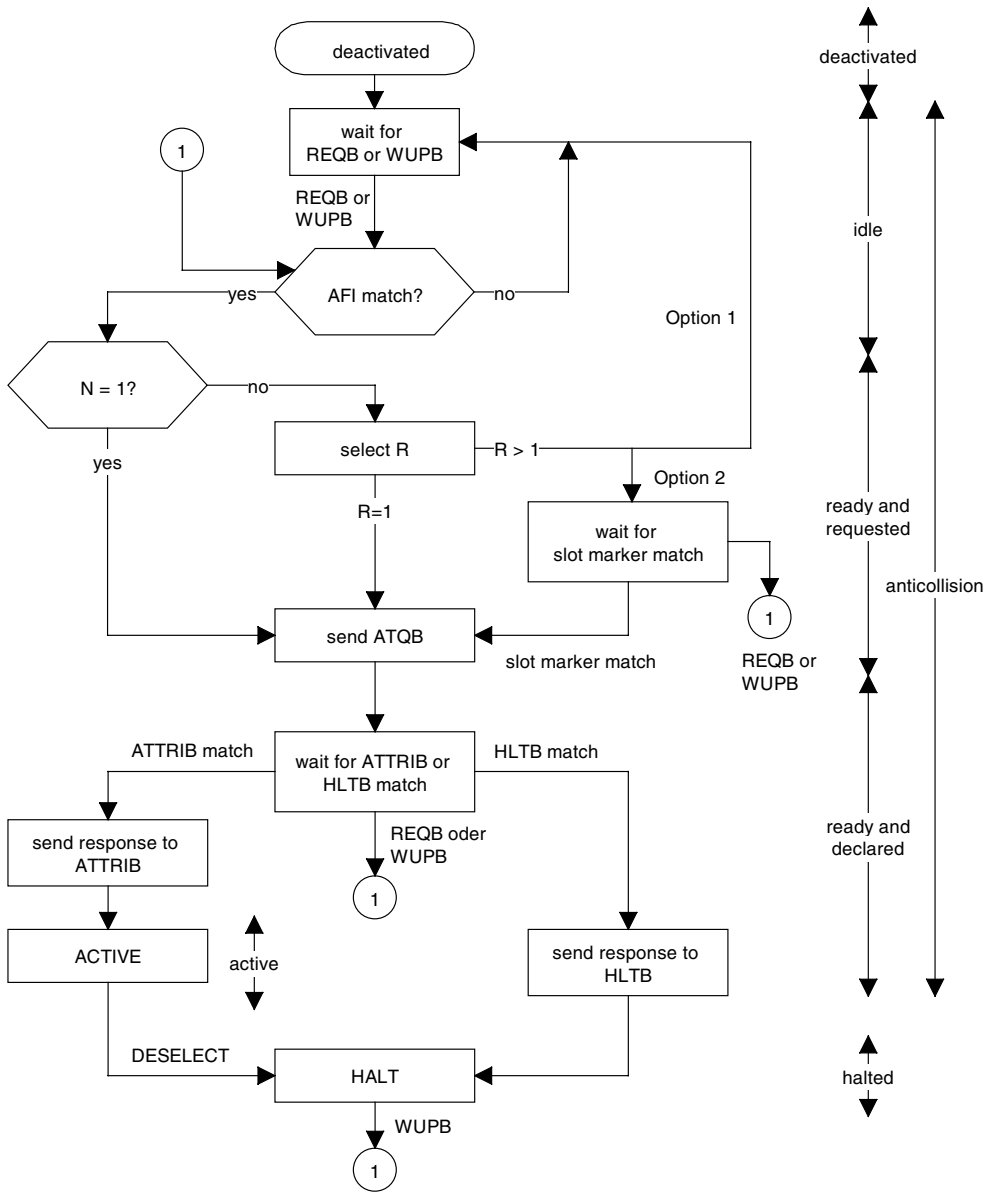 deactivated
deactivated
wait for
REQB or WUPB
1
REQB or
WUPB
idle
AFI match?
yes
no
Option 1
N = 1?
no
select R
R > 1
yes
Option 2
R=1
wait for
slot marker match
ready and
requested
anticollision
1
send ATQB
slot marker match
REQB or
WUPB
ATTRIB match
wait for ATTRIB or
HLTB match
HLTB match
send response to
ATTRIB
REQB oder
WUPB
ready and
declared
1
ACTIVE
active
send response to
HLTB
DESELECT
HALT
halted
WUPB
1